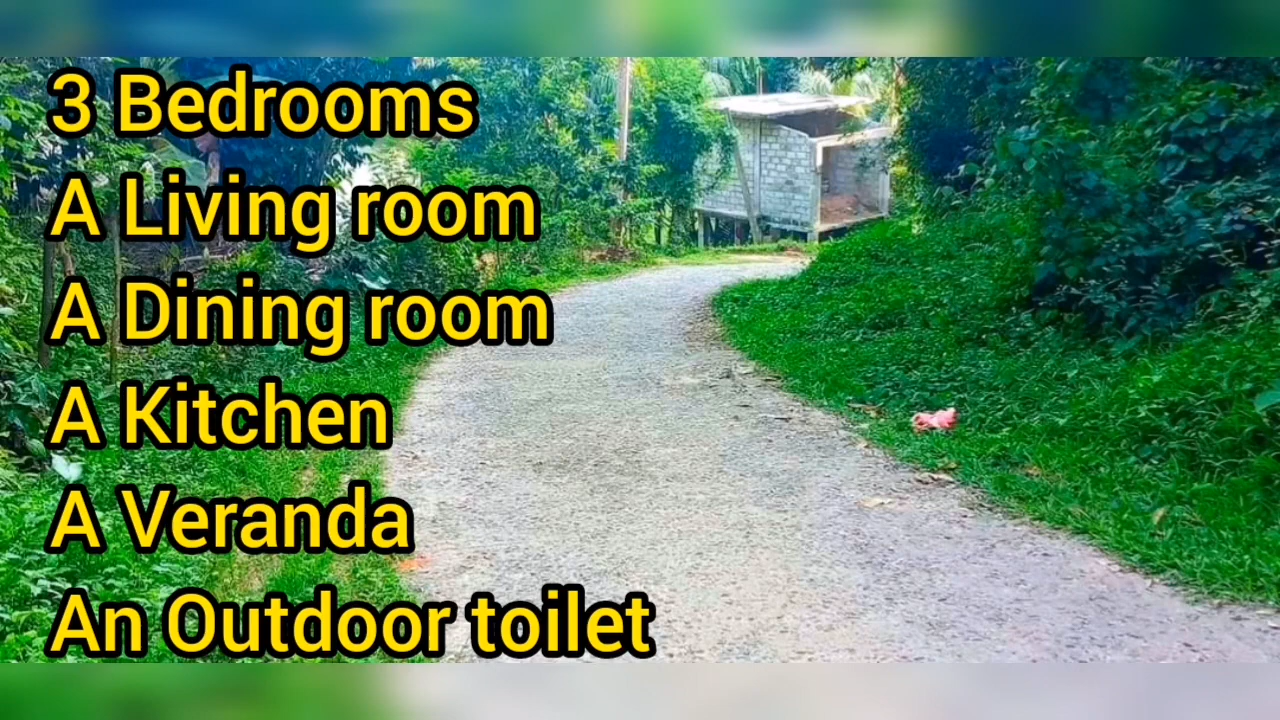 3 Bedrooms
A Living room
A Dining room
A Kitchen
A Veranda
An Outdoor toilet